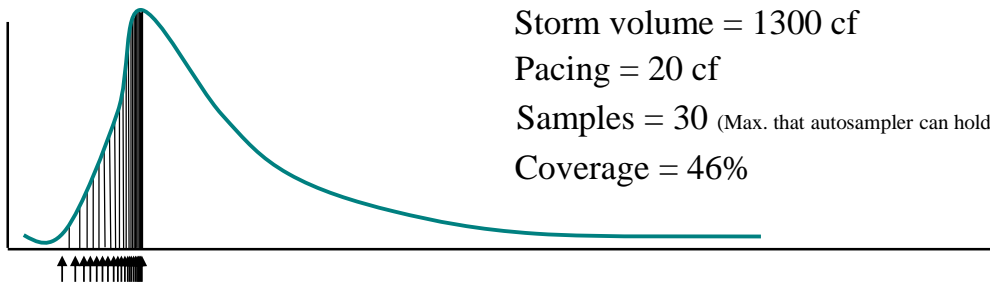 Storm volume = 1300 cf
Pacing = 20 cf
Samples = 30 (Max. that autosampler can hold
Coverage = 46%